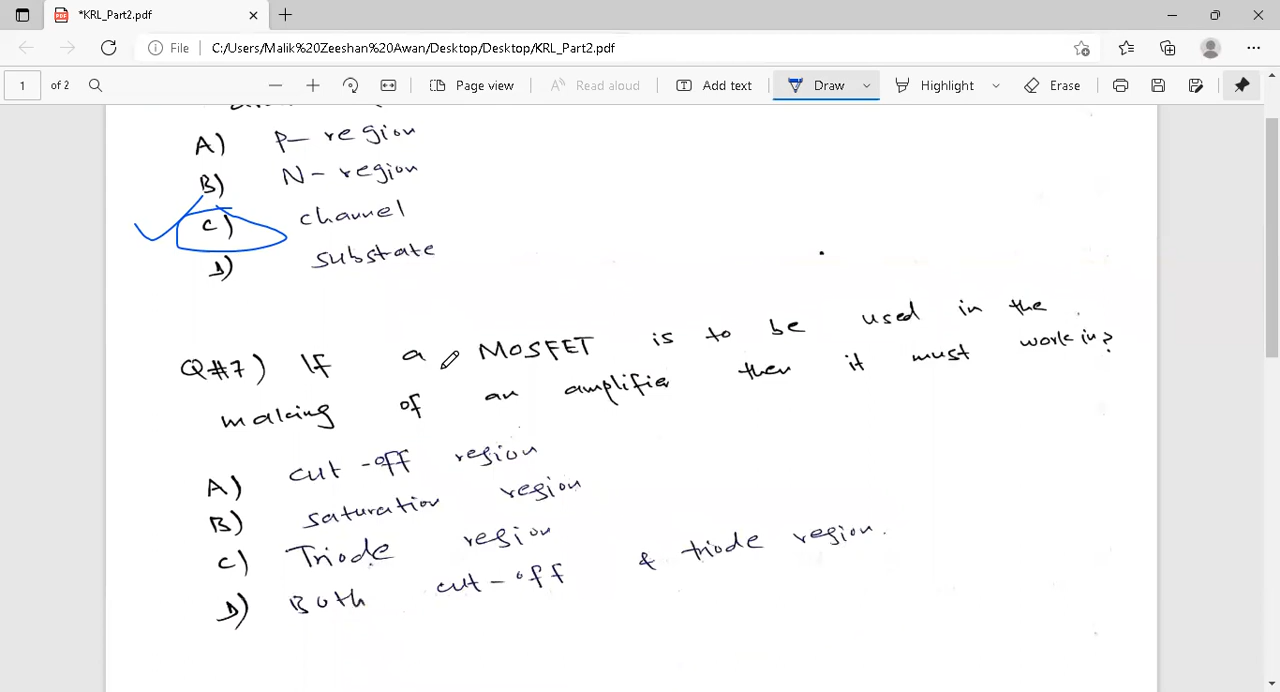 *KRL_Part2.pdf
File C:/Users/Malik%20Zeeshan%20Awan/Desktop/Desktop/KRL_Part2.pdf
1 of 2 Page view Read aloud Add text Draw Highlight Erase
A) P- region
B) N- region
C) channel
D) substate
Q#7) If a MOSFET is to be used in the
making of an amplifier then it must work in?
A) cut-off region
B) saturation region
C) Triode region
D) Both cut-off & triode region.